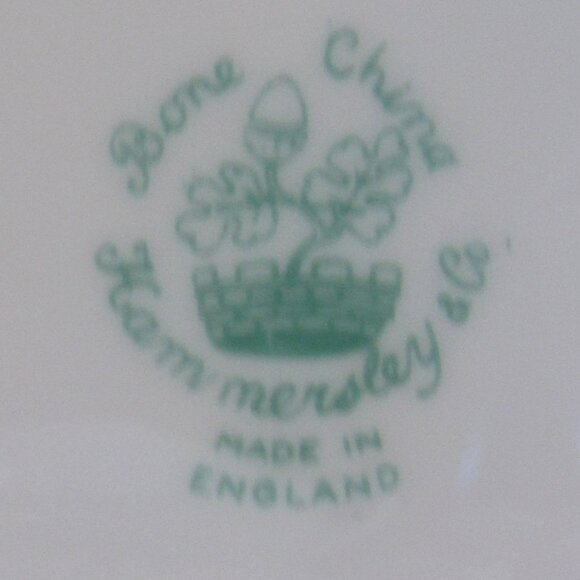 Bone China
Hammersley & Co.
MADE IN
ENGLAND